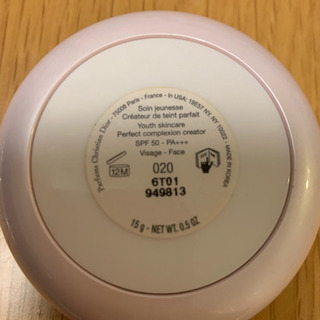 Parfums Christian Dior - 75008 Paris - France - In USA: 19E57 NY, NY 10022 - MADE IN KOREA
Soin jeunesse
Créateur de teint parfait
Youth skincare
Perfect complexion creator
SPF 50 - PA+++
Visage - Face
12M
020
6T01
949813
15 g - NET WT. 0.5 OZ